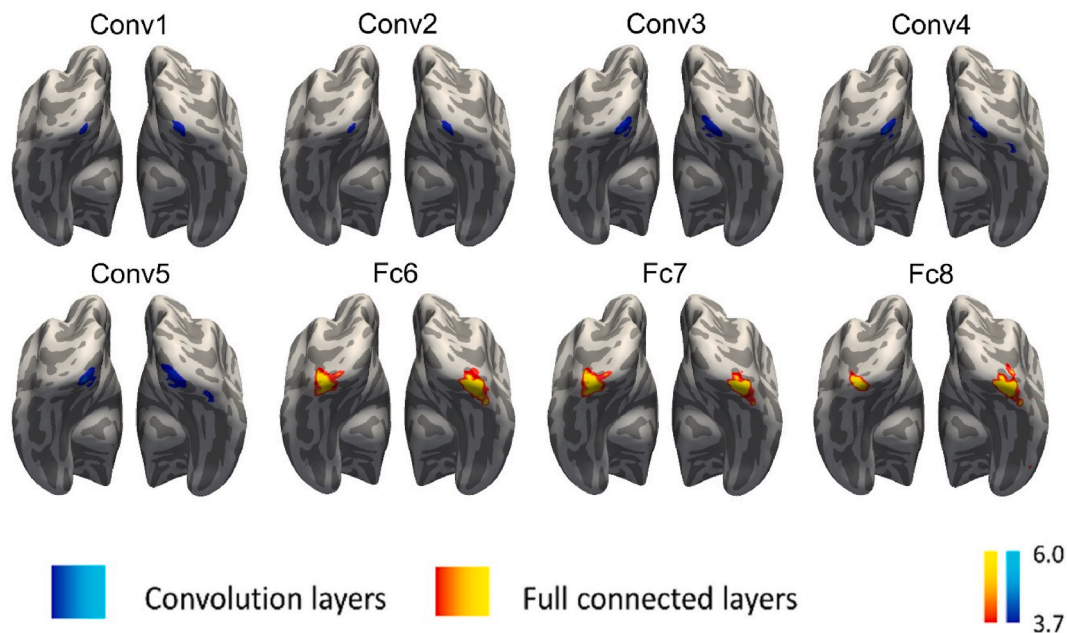 Conv1 Conv2 Conv3 Conv4
Conv5 Fc6 Fc7 Fc8
Convolution layers Full connected layers
6.0
3.7